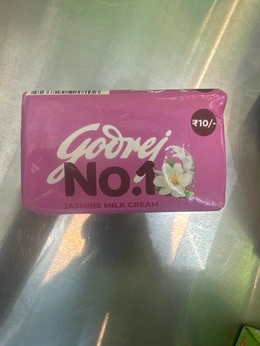 ₹10/-
Godrej
No.1
JASMINE MILK CREAM